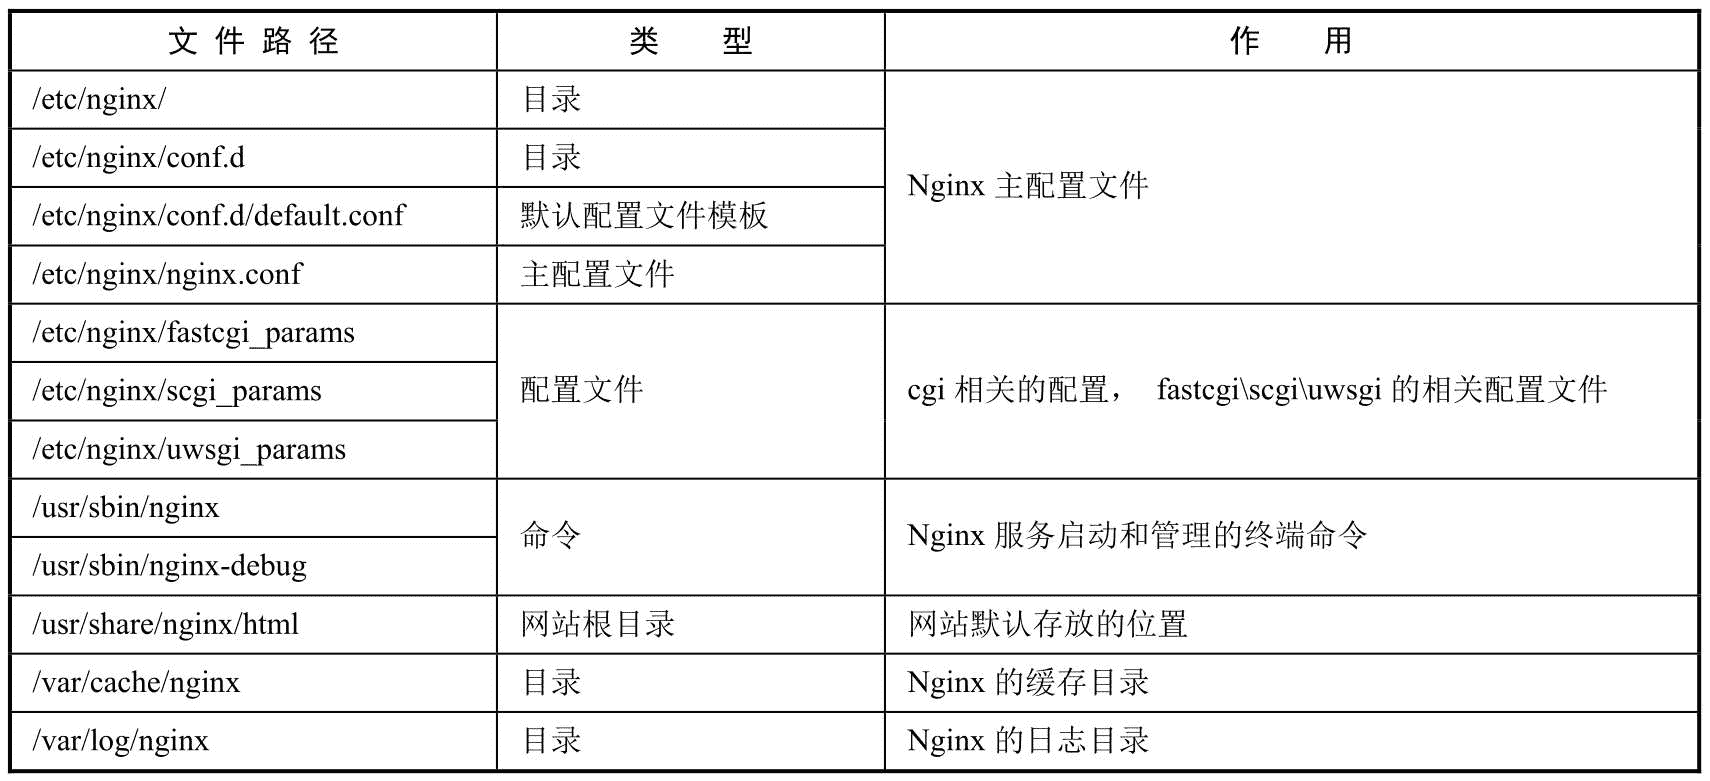 文件路径 类型 作用
/etc/nginx/ 目录
/etc/nginx/conf.d 目录
Nginx 主配置文件
/etc/nginx/conf.d/default.conf 默认配置文件模板
/etc/nginx/nginx.conf 主配置文件
/etc/nginx/fastcgi_params
/etc/nginx/scgi_params 配置文件 cgi 相关的配置， fastcgi\scgi\uwsgi 的相关配置文件
/etc/nginx/uwsgi_params
/usr/sbin/nginx
命令 Nginx 服务启动和管理的终端命令
/usr/sbin/nginx-debug
/usr/share/nginx/html 网站根目录 网站默认存放的位置
/var/cache/nginx 目录 Nginx 的缓存目录
/var/log/nginx 目录 Nginx 的日志目录